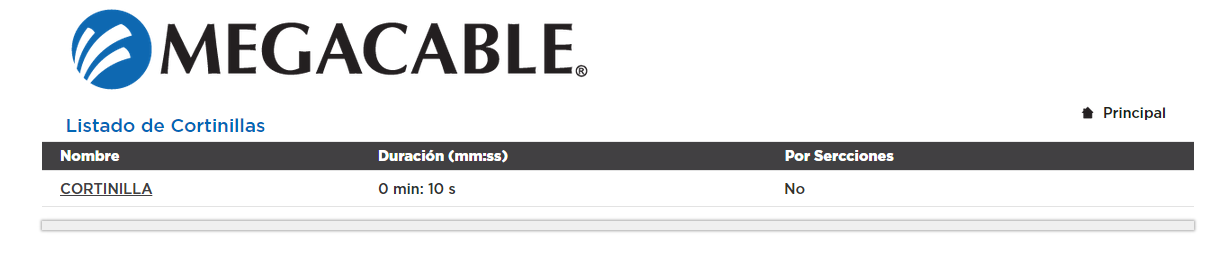 MEGACABLE®
Principal
Listado de Cortinillas
Nombre Duración (mm:ss) Por Sercciones
CORTINILLA 0 min: 10 s No